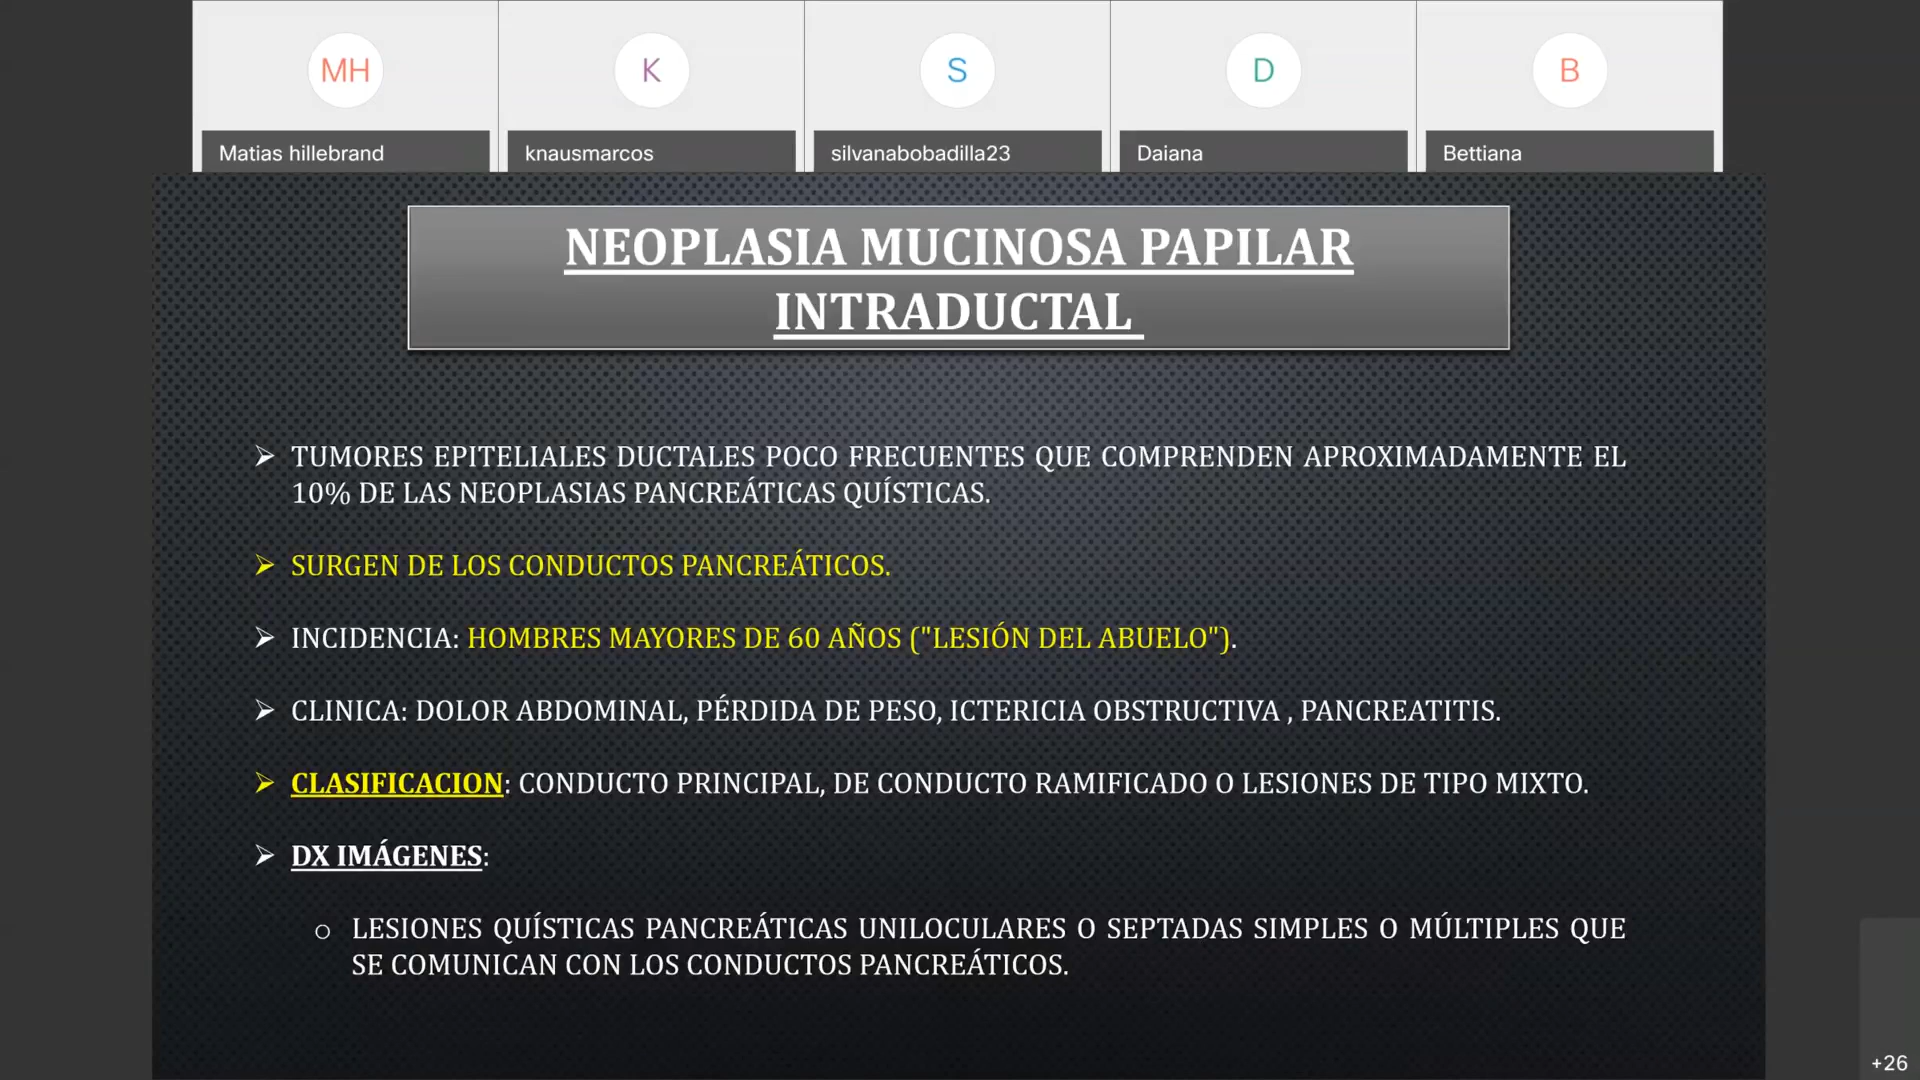 MH
K
S
D
B
Matias hillebrand
knausmarcos
silvanabobadilla23
Daiana
Bettiana
NEOPLASIA MUCINOSA PAPILAR
INTRADUCTAL
TUMORES EPITELIALES DUCTALES POCO FRECUENTES QUE COMPRENDEN APROXIMADAMENTE EL
10% DE LAS NEOPLASIAS PANCREÁTICAS QUÍSTICAS.
SURGEN DE LOS CONDUCTOS PANCREÁTICOS.
INCIDENCIA: HOMBRES MAYORES DE 60 AÑOS ("LESIÓN DEL ABUELO").
CLINICA: DOLOR ABDOMINAL, PÉRDIDA DE PESO, ICTERICIA OBSTRUCTIVA , PANCREATITIS.
CLASIFICACION: CONDUCTO PRINCIPAL, DE CONDUCTO RAMIFICADO O LESIONES DE TIPO MIXTO.
DX IMÁGENES:
LESIONES QUÍSTICAS PANCREÁTICAS UNILOCULARES O SEPTADAS SIMPLES O MÚLTIPLES QUE
SE COMUNICAN CON LOS CONDUCTOS PANCREÁTICOS.
+26